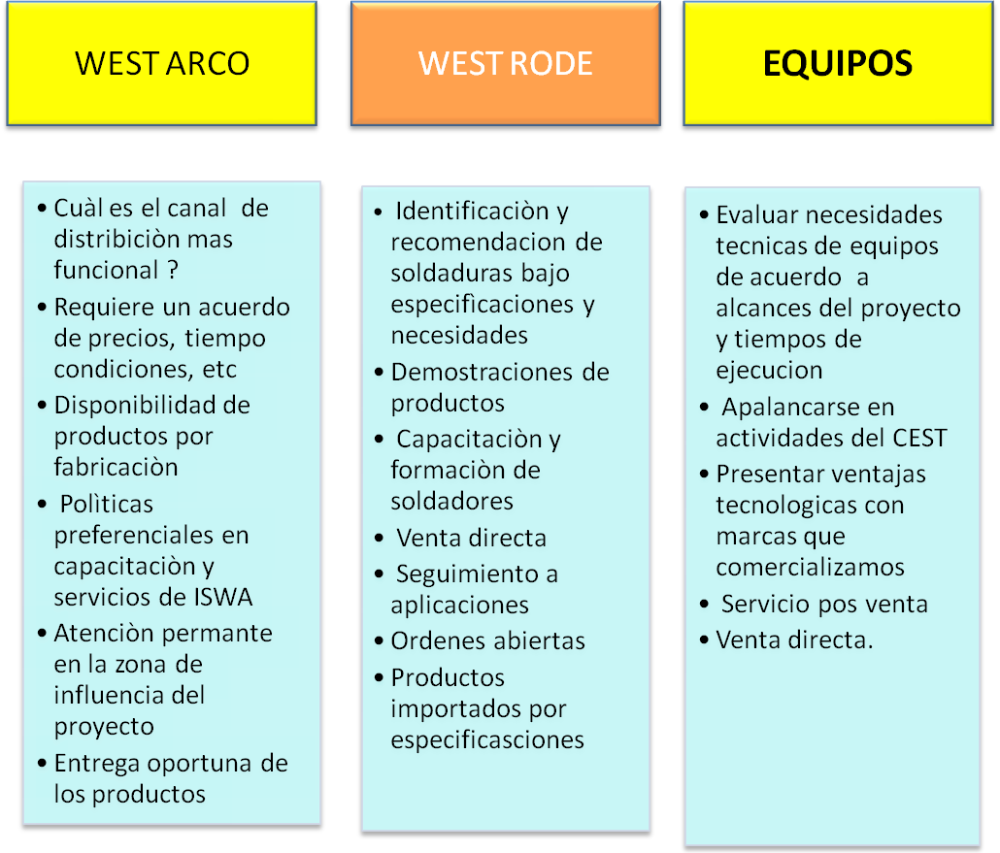 WEST ARCO
WEST RODE
EQUIPOS
• Cuàl es el canal de
distribiciòn mas
funcional ?
• Requiere un acuerdo
de precios, tiempo
condiciones, etc
• Disponibilidad de
productos por
fabricaciòn
• Polìticas
preferenciales en
capacitaciòn y
servicios de ISWA
• Atenciòn permante
en la zona de
influencia del
proyecto
• Entrega oportuna de
los productos
• Identificaciòn y
recomendacion de
soldaduras bajo
especifìcaciones y
necesidades
• Demostraciones de
productos
• Capacitaciòn y
formaciòn de
soldadores
• Venta directa
• Seguimiento a
aplicaciones
• Ordenes abiertas
• Productos
importados por
especificasciones
• Evaluar necesidades
tecnicas de equipos
de acuerdo a
alcances del proyecto
y tiempos de
ejecucion
• Apalancarse en
actividades del CEST
• Presentar ventajas
tecnologicas con
marcas que
comercializamos
• Servicio pos venta
• Venta directa.